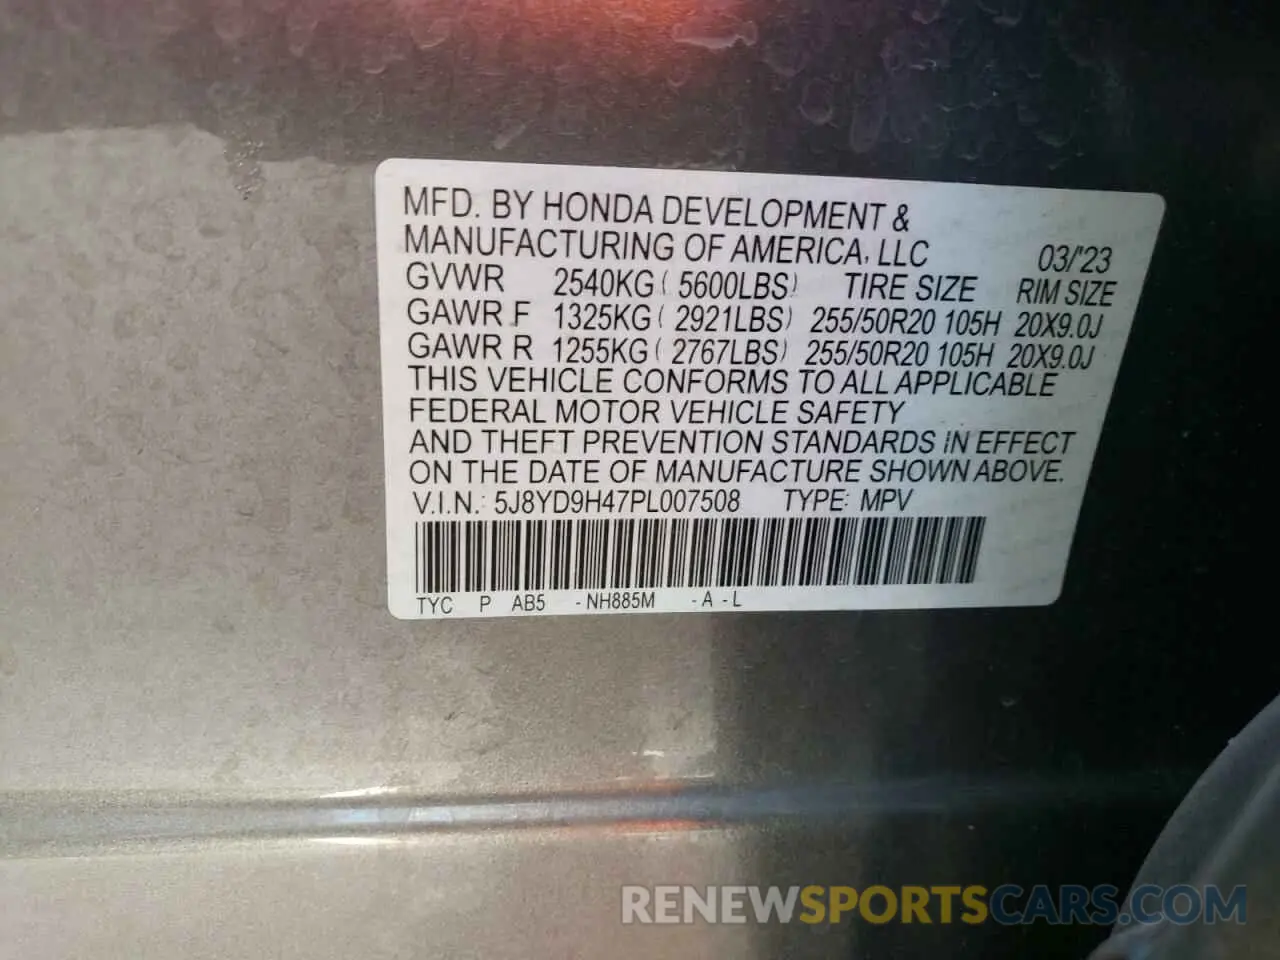 MFD. BY HONDA DEVELOPMENT &
MANUFACTURING OF AMERICA, LLC 03/'23
GVWR 2540KG ( 5600LBS) TIRE SIZE RIM SIZE
GAWR F 1325KG ( 2921LBS) 255/50R20 105H 20X9.0J
GAWR R 1255KG ( 2767LBS) 255/50R20 105H 20X9.0J
THIS VEHICLE CONFORMS TO ALL APPLICABLE
FEDERAL MOTOR VEHICLE SAFETY
AND THEFT PREVENTION STANDARDS IN EFFECT
ON THE DATE OF MANUFACTURE SHOWN ABOVE.
V.I.N.: 5J8YD9H47PL007508 TYPE: MPV
TYC P AB5 -NH885M -A-L
RENEWSPORTSCARS.COM